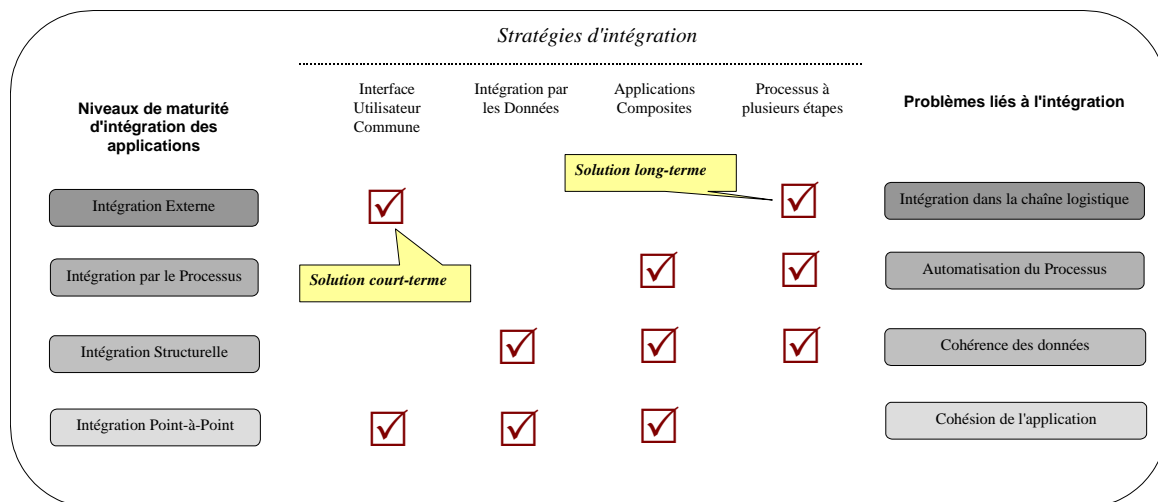 Stratégies d'intégration
Niveaux de maturité
d'intégration des
applications
Interface
Utilisateur
Commune
Intégration par
les Données
Applications
Composites
Processus à
plusieurs étapes
Problèmes liés à l'intégration
Solution long-terme
Intégration Externe
Intégration dans la chaîne logistique
Solution court-terme
Intégration par le Processus
Automatisation du Processus
Intégration Structurelle
Cohérence des données
Intégration Point-à-Point
Cohésion de l'application